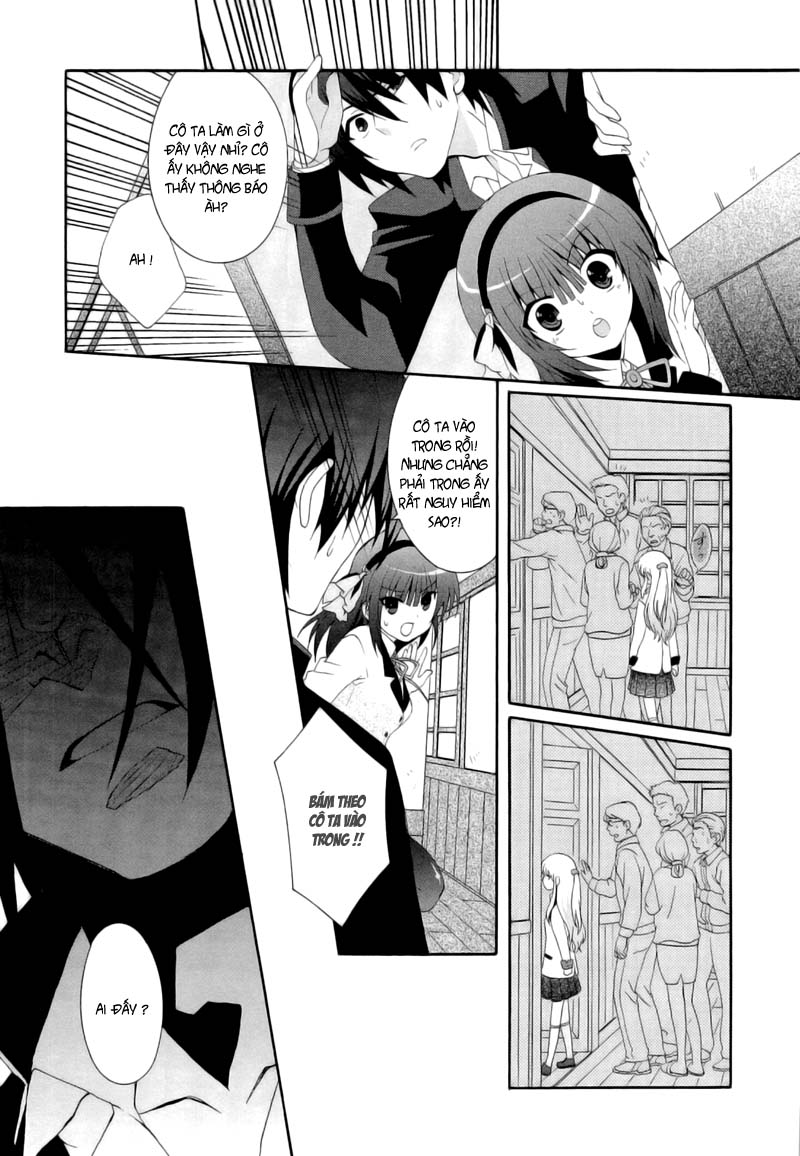 CÔ TA LÀM GÌ Ở
ĐÂY VẬY NHỈ? CÔ
ẤY KHÔNG NGHE
THẤY THÔNG BÁO
ÀH?
AH !
CÔ TA VÀO
TRONG RỒI!
NHƯNG CHẲNG
PHẢI TRONG ẤY
RẤT NGUY HIỂM
SAO?!
BÁM THEO
CÔ TA VÀO
TRONG !!
AI ĐẤY ?